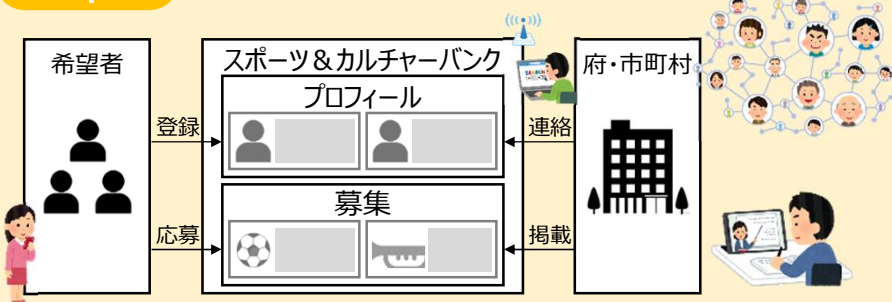 希望者
スポーツ＆カルチャーバンク
府・市町村
プロフィール
登録
連絡
募集
応募
掲載
SEARCH